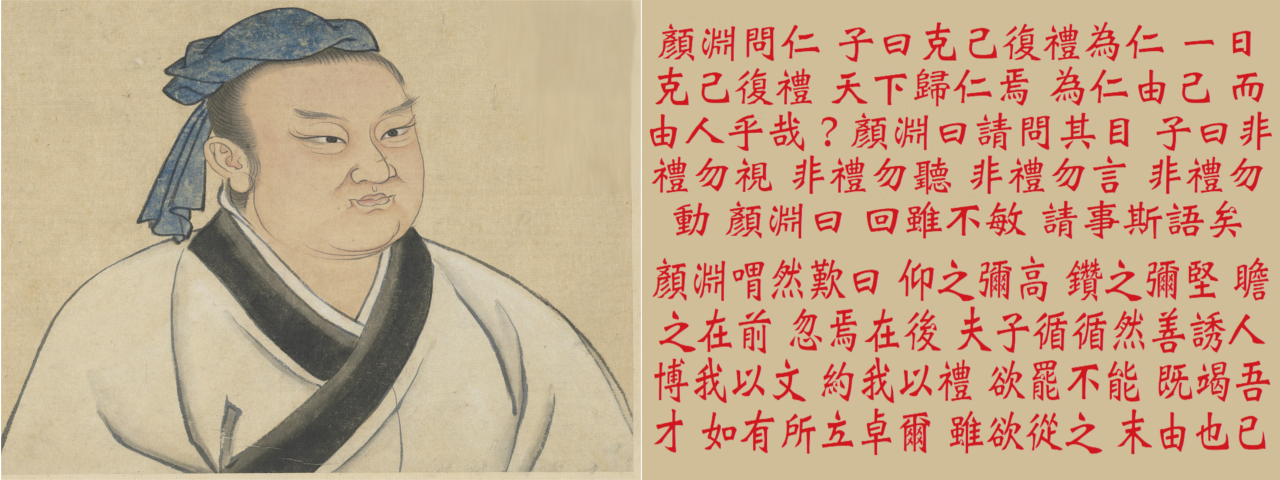 顏淵問仁 子曰克己復禮為仁 一日
克己復禮 天下歸仁焉 為仁由己 而
由人乎哉？顏淵曰請問其目 子曰非
禮勿視 非禮勿聽 非禮勿言 非禮勿
動 顏淵曰 回雖不敏 請事斯語矣
顏淵喟然歎曰 仰之彌高 鑽之彌堅 瞻
之在前 忽焉在後 夫子循循然善誘人
博我以文 約我以禮 欲罷不能 既竭吾
才 如有所立卓爾 雖欲從之 末由也已